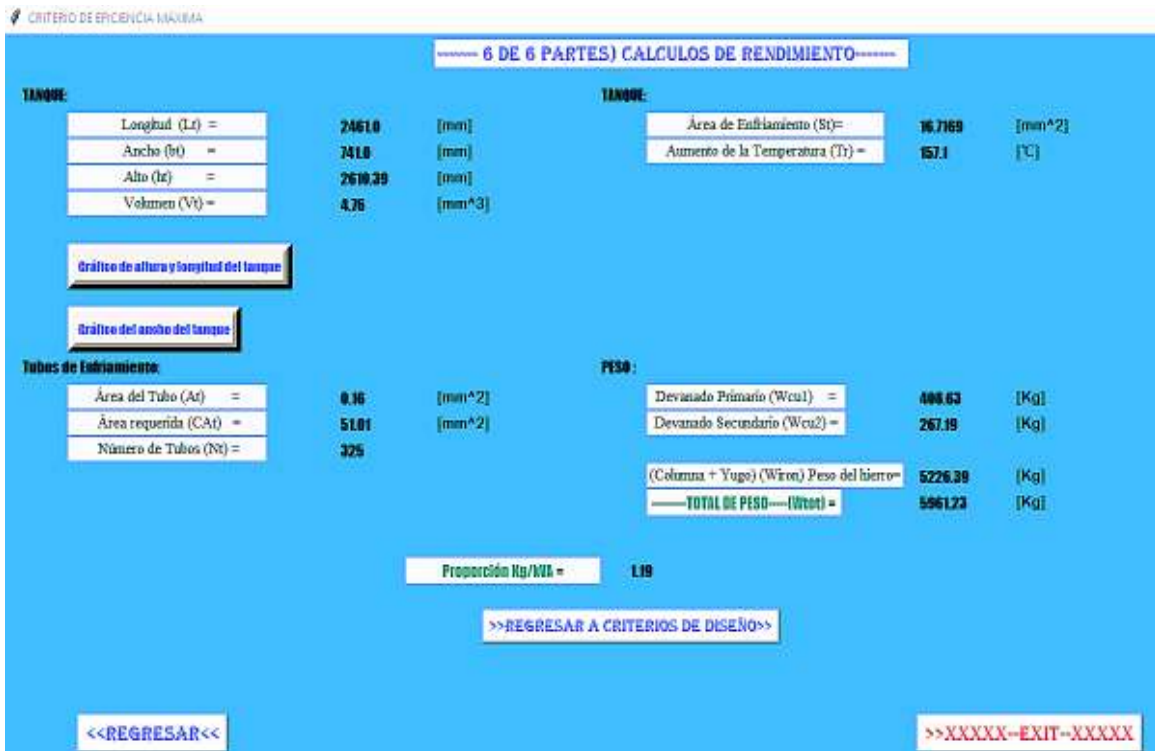 CRITERIO DE EFICIENCIA MÁXIMA
------- 6 DE 6 PARTES) CALCULOS DE RENDIMIENTO-------
TANQUE: TANQUE:
Longitud (Lt) = 2461.0 [mm] Área de Enfriamiento (St)= 16.7169 [mm^2]
Ancho (bt) = 741.0 [mm] Aumento de la Temperatura (Tr) = 157.1 [°C]
Alto (ht) = 2610.39 [mm]
Volumen (Vt) = 4.76 [mm^3]
Gráfico de altura y longitud del tanque
Gráfico del ancho del tanque
Tubos de Enfriamiento: PESO :
Área del Tubo (At) = 0.16 [mm^2] Devanado Primario (Wcu1) = 408.63 [Kg]
Área requerida (CAt) = 51.01 [mm^2] Devanado Secundario (Wcu2) = 267.19 [Kg]
Número de Tubos (Nt) = 325
(Columna + Yugo) (Wiron) Peso del hierro= 5226.39 [Kg]
--------TOTAL DE PESO-----(Wtot) = 5961.23 [Kg]
Proporción Kg/kVA = 1.19
>>REGRESAR A CRITERIOS DE DISEÑO>>
<<REGRESAR<< >>XXXXX--EXIT--XXXXX